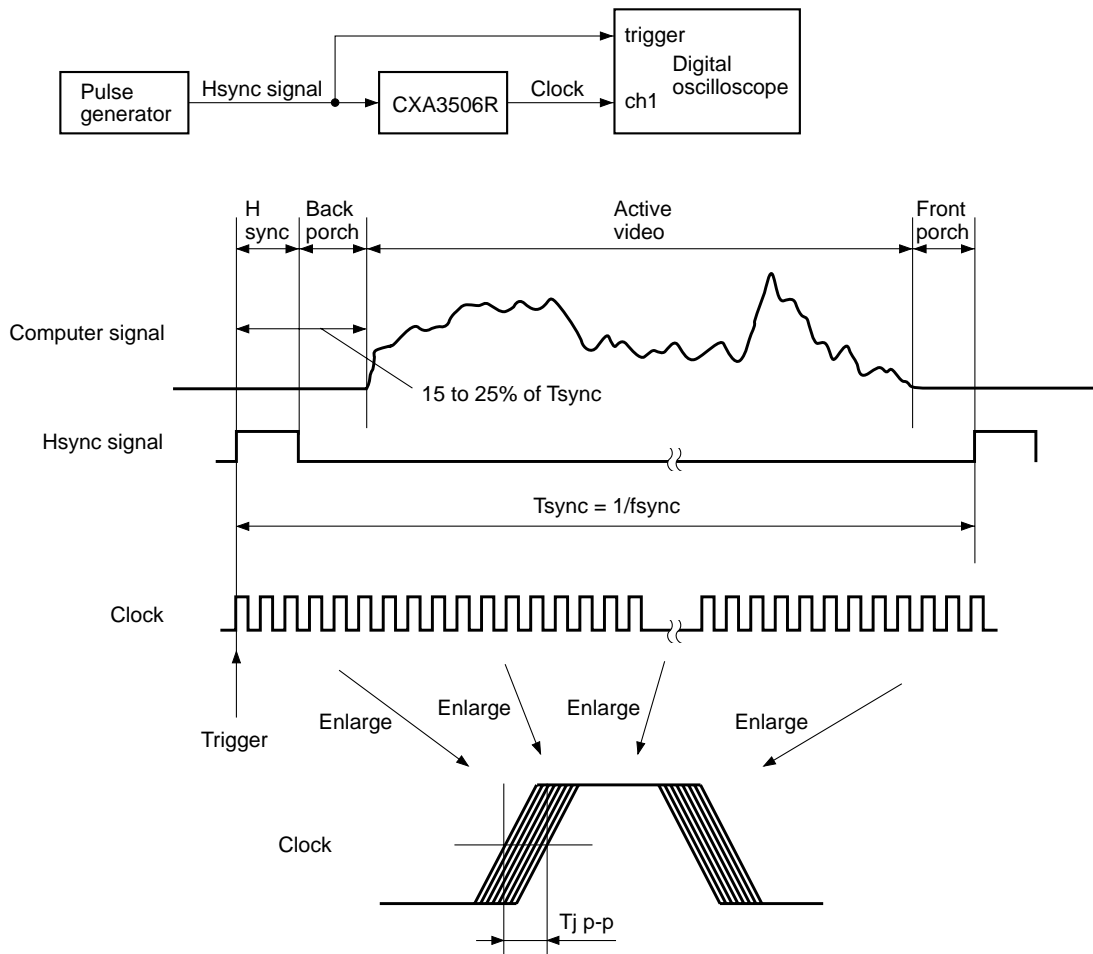 trigger
Digital
oscilloscope
ch1
Pulse
generator
Hsync signal
CXA3506R
Clock
H
sync
Back
porch
Active
video
Front
porch
Computer signal
15 to 25% of Tsync
Hsync signal
Tsync = 1/fsync
Clock
Trigger
Enlarge
Enlarge
Enlarge
Enlarge
Clock
Tj p-p